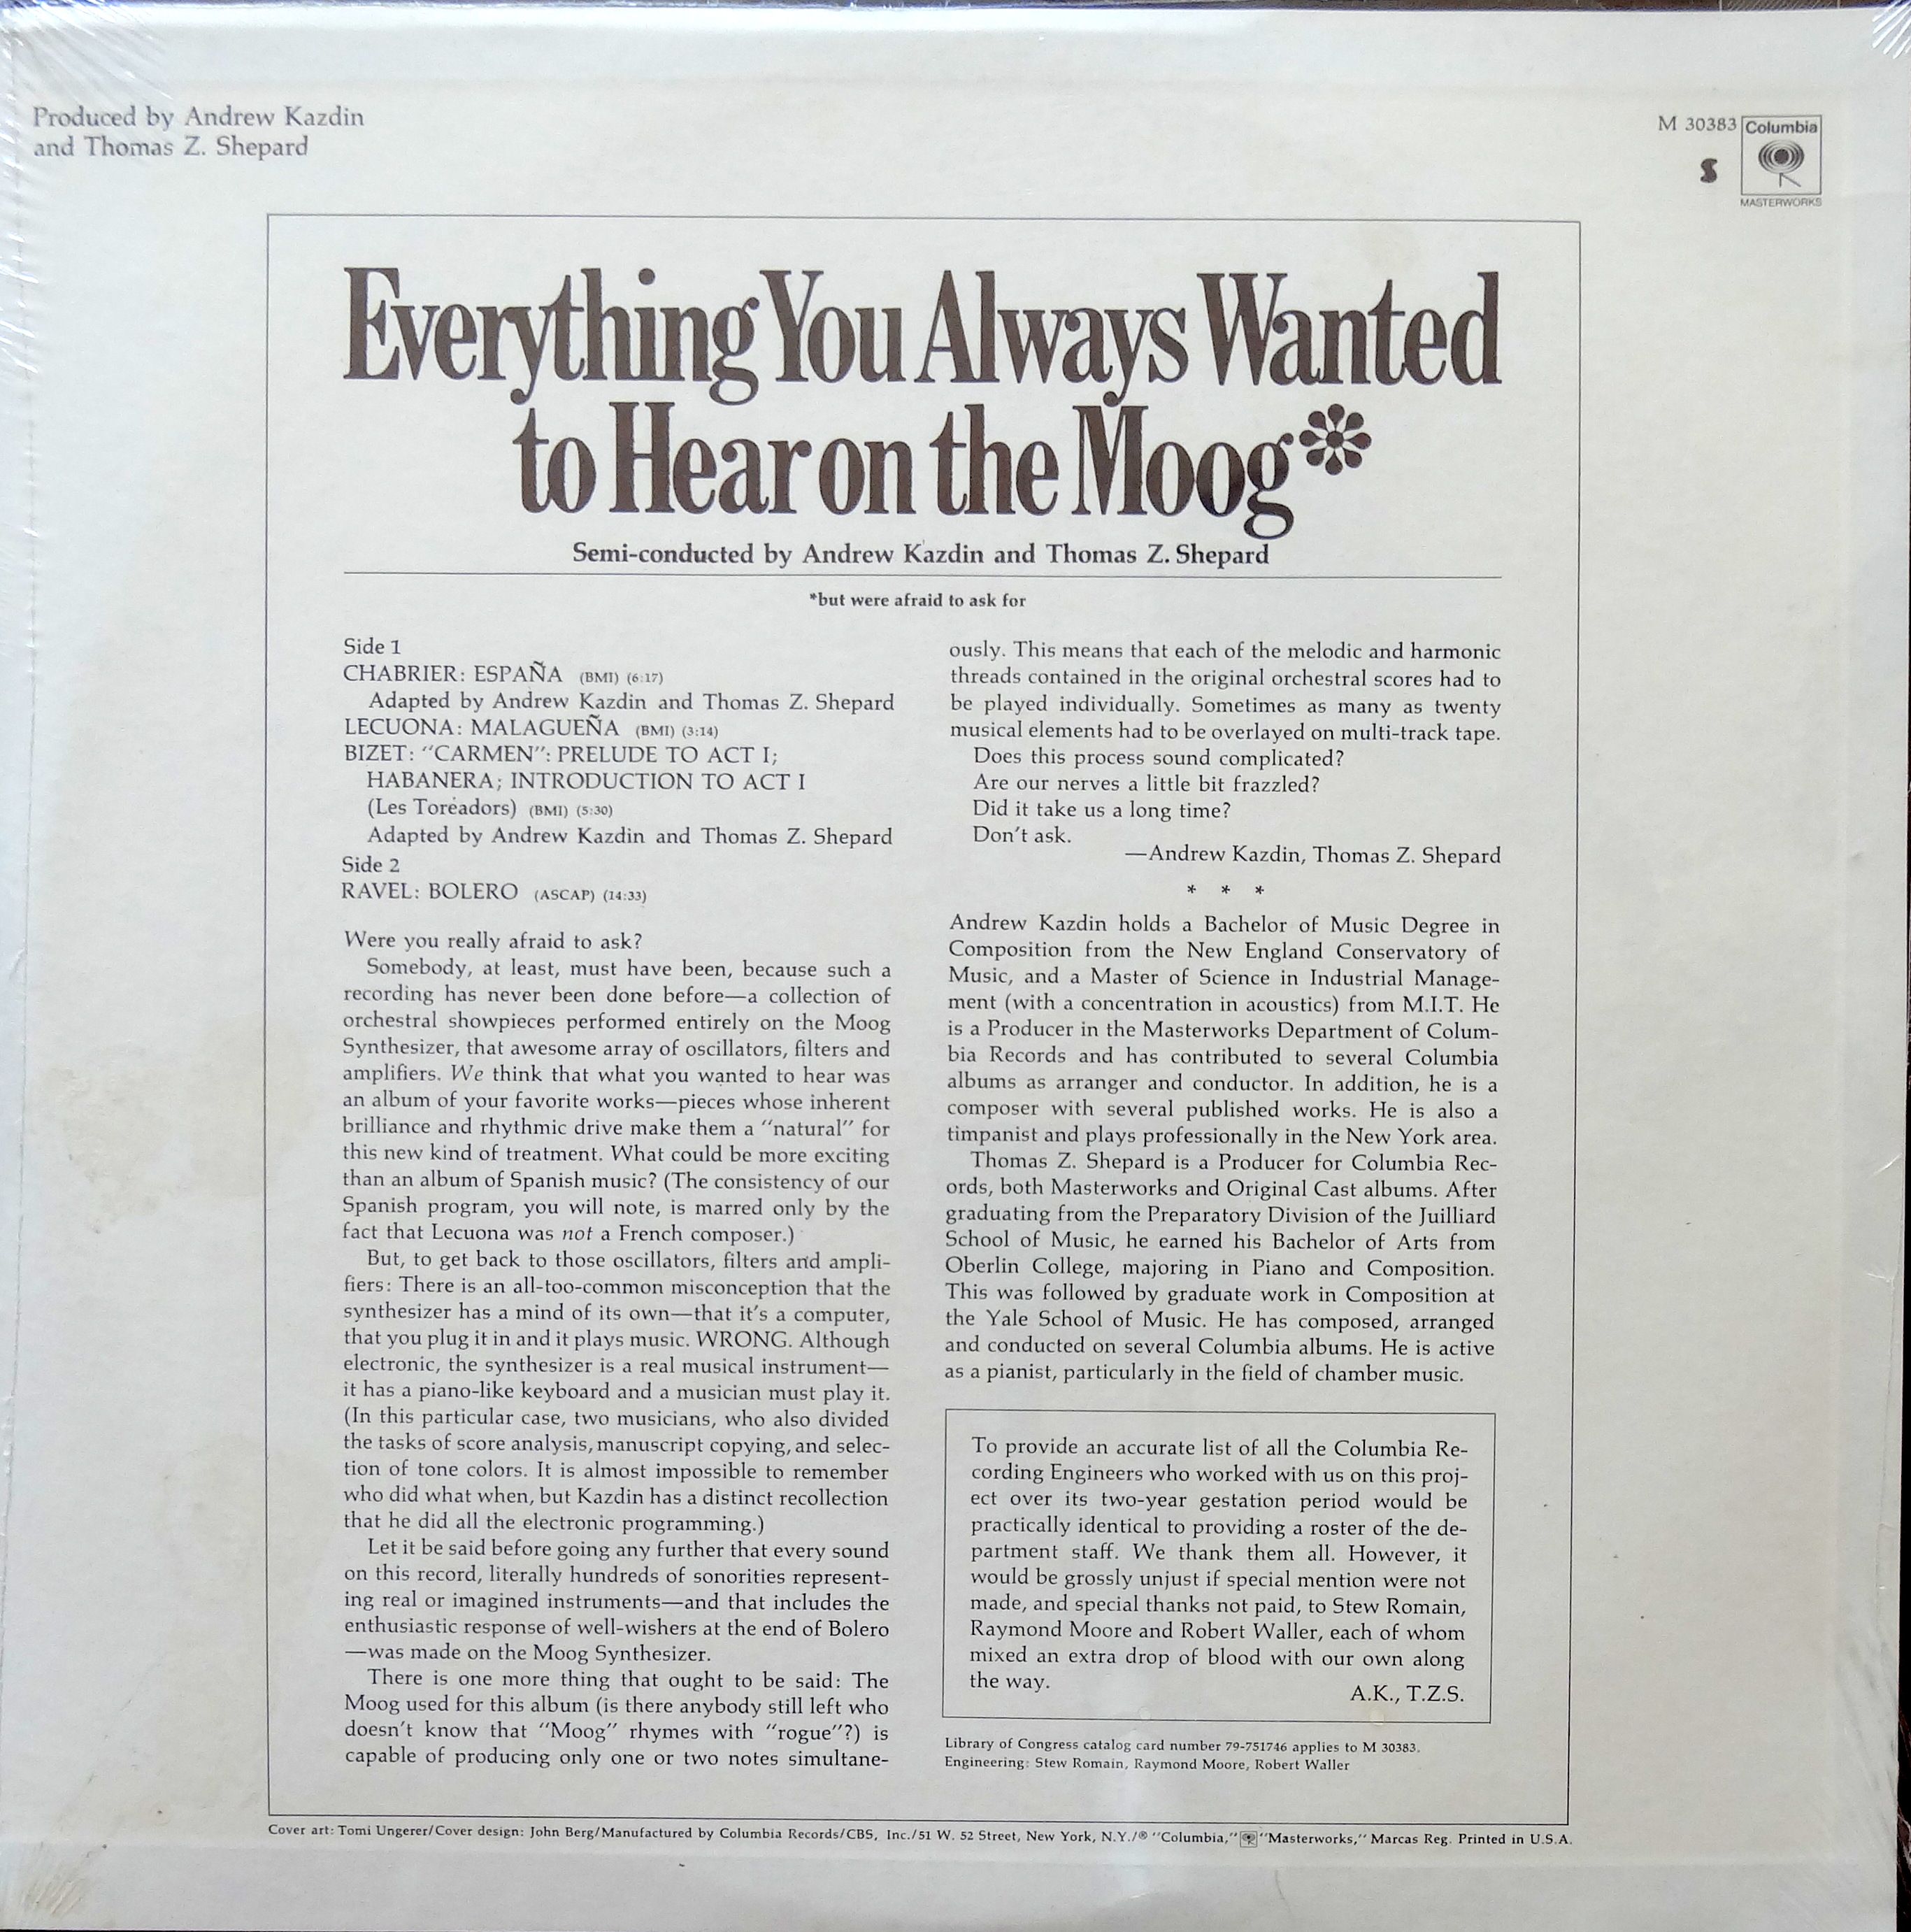 Produced by Andrew Kazdin
and Thomas Z. Shepard
M 30383
Columbia
S
MASTERWORKS
Everything You Always Wanted
to Hear on the Moog*
Semi-conducted by Andrew Kazdin and Thomas Z. Shepard
*but were afraid to ask for
Side 1
CHABRIER: ESPAÑA (BMI) (6:17)
Adapted by Andrew Kazdin and Thomas Z. Shepard
LECUONA: MALAGUEÑA (BMI) (3:14)
BIZET: "CARMEN": PRELUDE TO ACT I;
HABANERA; INTRODUCTION TO ACT I
(Les Toreadors) (BMI) (5:30)
Adapted by Andrew Kazdin and Thomas Z. Shepard
Side 2
RAVEL: BOLERO (ASCAP) (14:33)
Were you really afraid to ask?
Somebody, at least, must have been, because such a
recording has never been done before—a collection of
orchestral showpieces performed entirely on the Moog
Synthesizer, that awesome array of oscillators, filters and
amplifiers. We think that what you wanted to hear was
an album of your favorite works—pieces whose inherent
brilliance and rhythmic drive make them a "natural" for
this new kind of treatment. What could be more exciting
than an album of Spanish music? (The consistency of our
Spanish program, you will note, is marred only by the
fact that Lecuona was not a French composer.)
But, to get back to those oscillators, filters and ampli-
fiers: There is an all-too-common misconception that the
synthesizer has a mind of its own—that it's a computer,
that you plug it in and it plays music. WRONG. Although
electronic, the synthesizer is a real musical instrument—
it has a piano-like keyboard and a musician must play it.
(In this particular case, two musicians, who also divided
the tasks of score analysis, manuscript copying, and selec-
tion of tone colors. It is almost impossible to remember
who did what when, but Kazdin has a distinct recollection
that he did all the electronic programming.)
Let it be said before going any further that every sound
on this record, literally hundreds of sonorities represent-
ing real or imagined instruments—and that includes the
enthusiastic response of well-wishers at the end of Bolero
—was made on the Moog Synthesizer.
There is one more thing that ought to be said: The
Moog used for this album (is there anybody still left who
doesn't know that "Moog" rhymes with "rogue"?) is
capable of producing only one or two notes simultane-
ously. This means that each of the melodic and harmonic
threads contained in the original orchestral scores had to
be played individually. Sometimes as many as twenty
musical elements had to be overlayed on multi-track tape.
Does this process sound complicated?
Are our nerves a little bit frazzled?
Did it take us a long time?
Don't ask.
—Andrew Kazdin, Thomas Z. Shepard
* * *
Andrew Kazdin holds a Bachelor of Music Degree in
Composition from the New England Conservatory of
Music, and a Master of Science in Industrial Manage-
ment (with a concentration in acoustics) from M.I.T. He
is a Producer in the Masterworks Department of Colum-
bia Records and has contributed to several Columbia
albums as arranger and conductor. In addition, he is a
composer with several published works. He is also a
timpanist and plays professionally in the New York area.
Thomas Z. Shepard is a Producer for Columbia Rec-
ords, both Masterworks and Original Cast albums. After
graduating from the Preparatory Division of the Juilliard
School of Music, he earned his Bachelor of Arts from
Oberlin College, majoring in Piano and Composition.
This was followed by graduate work in Composition at
the Yale School of Music. He has composed, arranged
and conducted on several Columbia albums. He is active
as a pianist, particularly in the field of chamber music.
To provide an accurate list of all the Columbia Re-
cording Engineers who worked with us on this proj-
ect over its two-year gestation period would be
practically identical to providing a roster of the de-
partment staff. We thank them all. However, it
would be grossly unjust if special mention were not
made, and special thanks not paid, to Stew Romain,
Raymond Moore and Robert Waller, each of whom
mixed an extra drop of blood with our own along
the way.
A.K., T.Z.S.
Library of Congress catalog card number 79-751746 applies to M 30383.
Engineering: Stew Romain, Raymond Moore, Robert Waller
Cover art: Tomi Ungerer/Cover design: John Berg/Manufactured by Columbia Records/CBS, Inc./51 W. 52 Street, New York, N.Y./® "Columbia," "Masterworks," Marcas Reg. Printed in U.S.A.